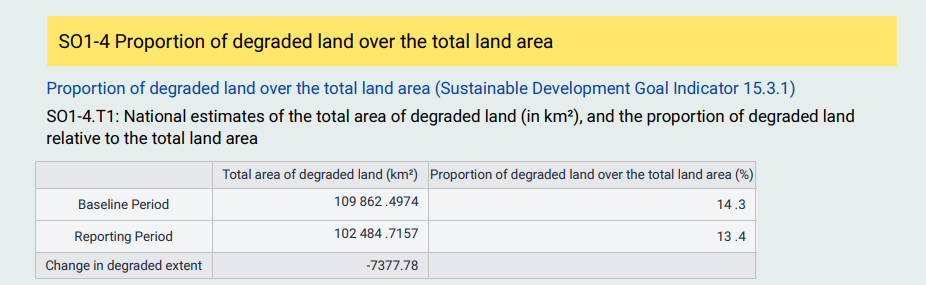 SO1-4 Proportion of degraded land over the total land area
Proportion of degraded land over the total land area (Sustainable Development Goal Indicator 15.3.1)
SO1-4.T1: National estimates of the total area of degraded land (in km²), and the proportion of degraded land
relative to the total land area
Total area of degraded land (km²) Proportion of degraded land over the total land area (%)
Baseline Period 109 862 .4974 14 .3
Reporting Period 102 484 .7157 13 .4
Change in degraded extent -7377.78